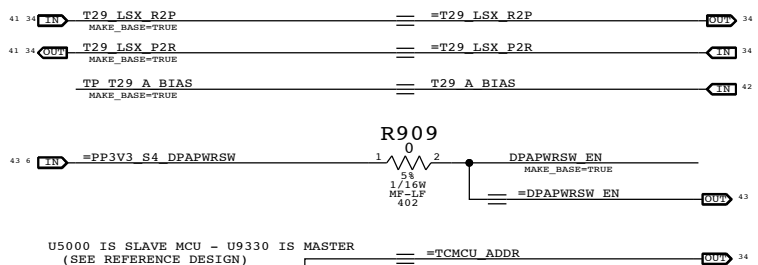 41 34 IN T29_LSX_R2P =T29_LSX_R2P OUT 34
MAKE_BASE=TRUE
41 34 OUT T29_LSX_P2R =T29_LSX_P2R IN 34
MAKE_BASE=TRUE
TP_T29_A_BIAS T29_A_BIAS IN 42
MAKE_BASE=TRUE
R909
0
43 6 IN =PP3V3_S4_DPAPWRSW 1 2 DPAPWRSW_EN
MAKE_BASE=TRUE
5%
1/16W
MF-LF
402
=DPAPWRSW_EN OUT 43
U5000 IS SLAVE MCU - U9330 IS MASTER
(SEE REFERENCE DESIGN)
=TCMCU_ADDR OUT 34